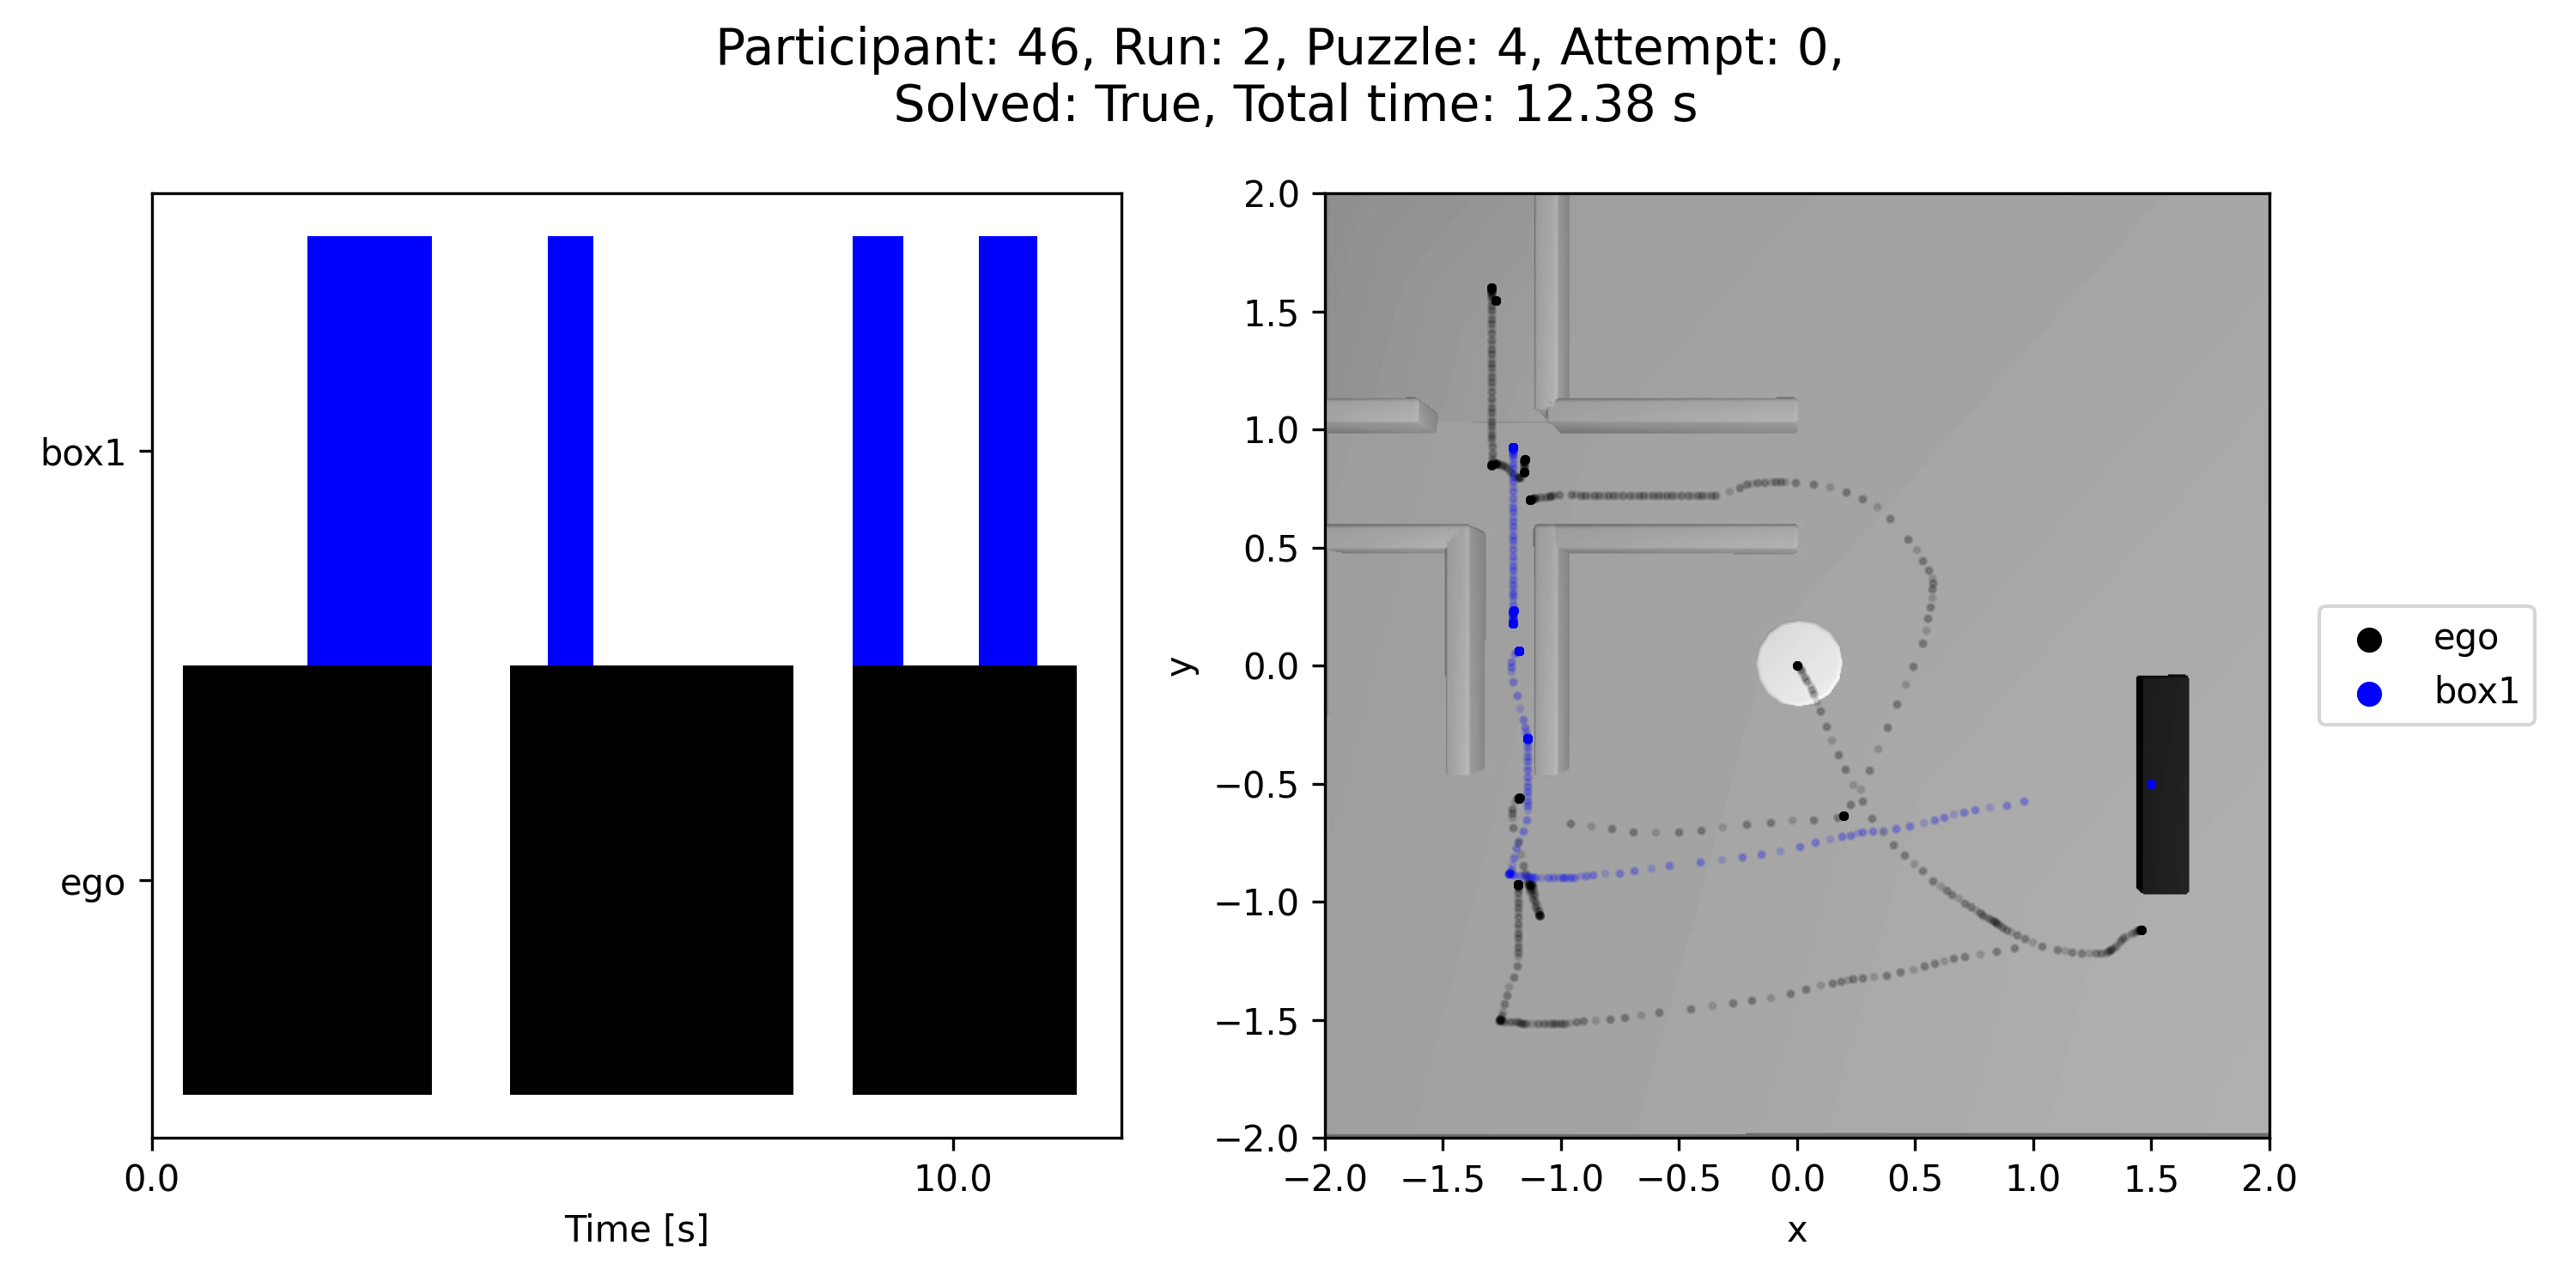 Participant: 46, Run: 2, Puzzle: 4, Attempt: 0,
Solved: True, Total time: 12.38 s
box1
ego
0.0
10.0
Time [s]
2.0
1.5
1.0
0.5
0.0
−0.5
−1.0
−1.5
−2.0
y
−2.0 −1.5 −1.0 −0.5 0.0 0.5 1.0 1.5 2.0
x
ego
box1